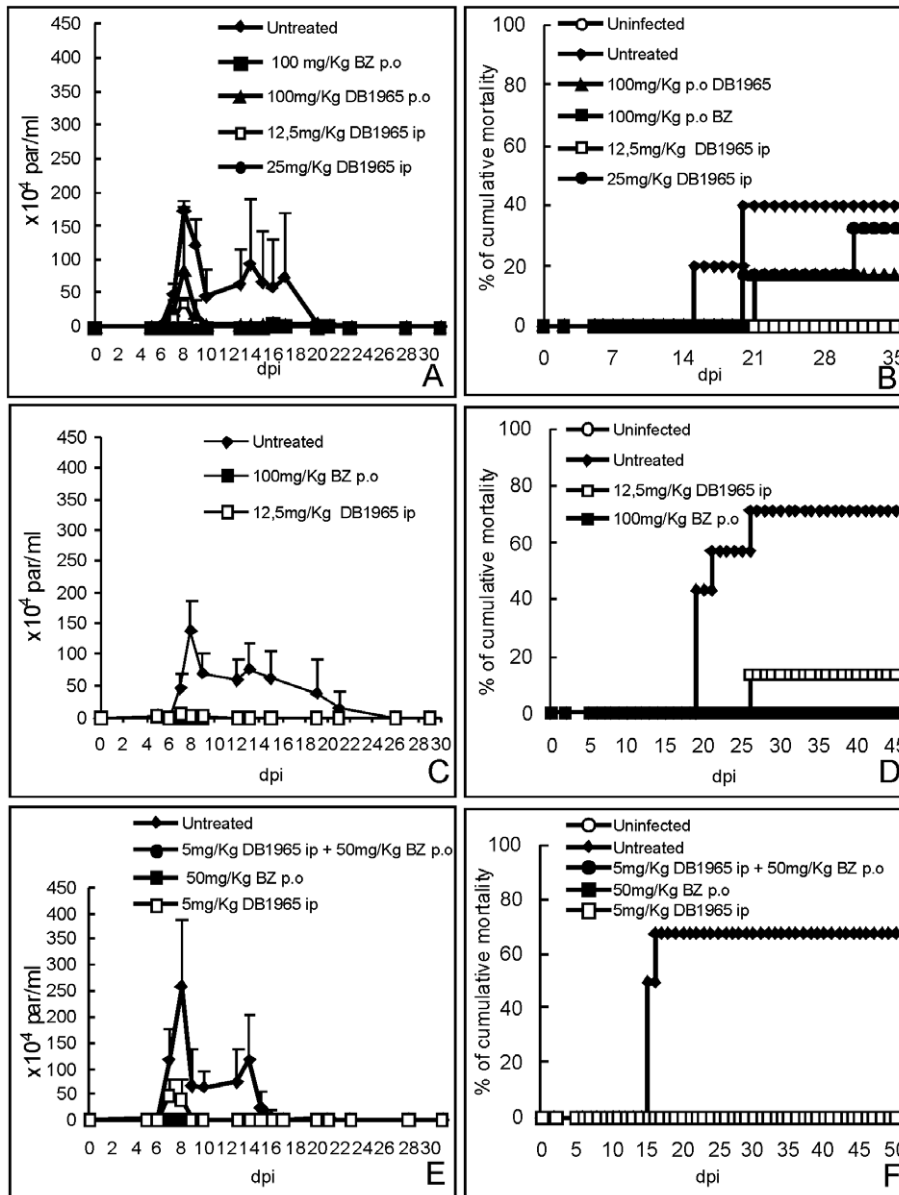 450
400
350
300
250
200
150
100
50
0
x10⁴ par/ml
Untreated
100 mg/Kg BZ p.o
100mg/Kg DB1965 p.o
12,5mg/Kg DB1965 ip
25mg/Kg DB1965 ip
0 2 4 6 8 10 12 14 16 18 20 22 24 26 28 30
dpi
A
100
80
60
40
20
0
% of cumulative mortality
Uninfected
Untreated
100mg/Kg p.o DB1965
100mg/Kg p.o BZ
12,5mg/Kg DB1965 ip
25mg/Kg DB1965 ip
0 7 14 21 28 35
dpi
B
450
400
350
300
250
200
150
100
50
0
x10⁴ par/ml
Untreated
100mg/Kg BZ p.o
12,5mg/Kg DB1965 ip
0 2 4 6 8 10 12 14 16 18 20 22 24 26 28 30
dpi
C
100
80
60
40
20
0
% of cumulative mortality
Uninfected
Untreated
12,5mg/Kg DB1965 ip
100mg/Kg BZ p.o
0 5 10 15 20 25 30 35 40 45
dpi
D
450
400
350
300
250
200
150
100
50
0
x10⁴ par/ml
Untreated
5mg/Kg DB1965 ip + 50mg/Kg BZ p.o
50mg/Kg BZ p.o
5mg/Kg DB1965 ip
0 2 4 6 8 10 12 14 16 18 20 22 24 26 28 30
dpi
E
100
80
60
40
20
0
% of cumulative mortality
Uninfected
Untreated
5mg/Kg DB1965 ip + 50mg/Kg BZ p.o
50mg/Kg BZ p.o
5mg/Kg DB1965 ip
0 5 10 15 20 25 30 35 40 45 50
dpi
F